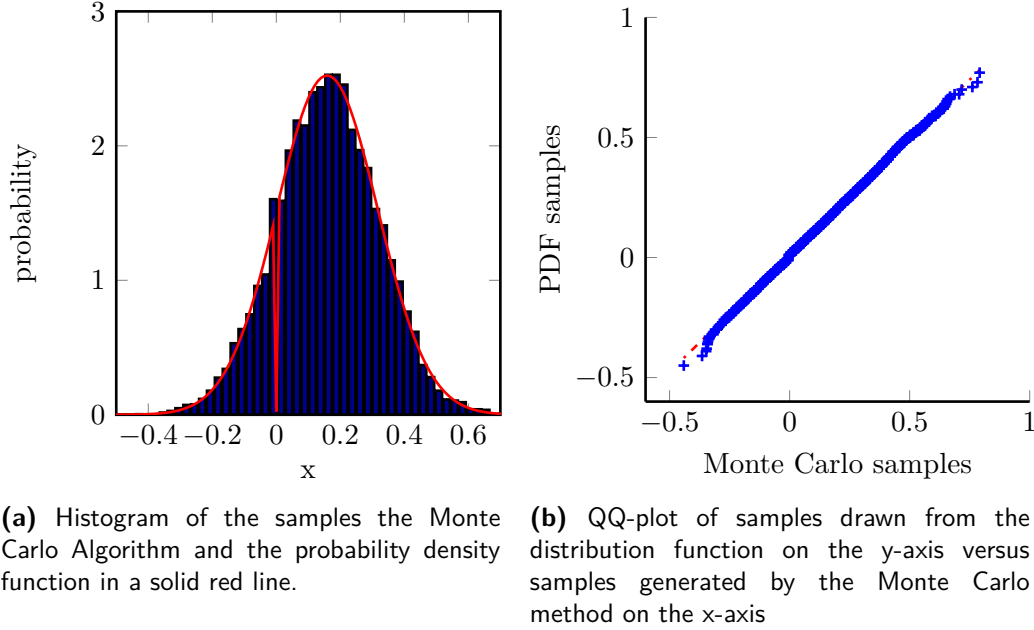 3
2
1
0
probability
−0.4 −0.2 0 0.2 0.4 0.6
x
1
0.5
0
−0.5
PDF samples
−0.5 0 0.5 1
Monte Carlo samples
(a) Histogram of the samples the Monte
Carlo Algorithm and the probability density
function in a solid red line.
(b) QQ-plot of samples drawn from the
distribution function on the y-axis versus
samples generated by the Monte Carlo
method on the x-axis